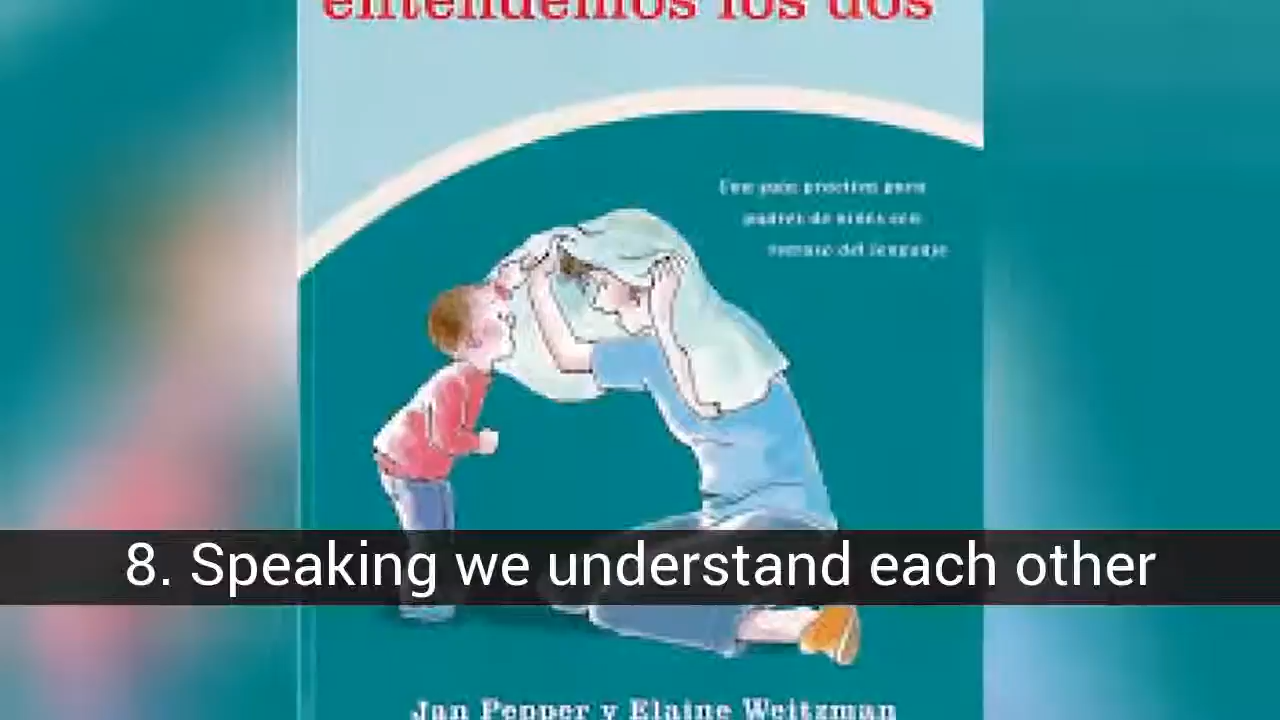 entendemos los dos
Una guía práctica para
padres de niños con
retraso del lenguaje
8. Speaking we understand each other
Jan Pepper y Elaine Weitzman